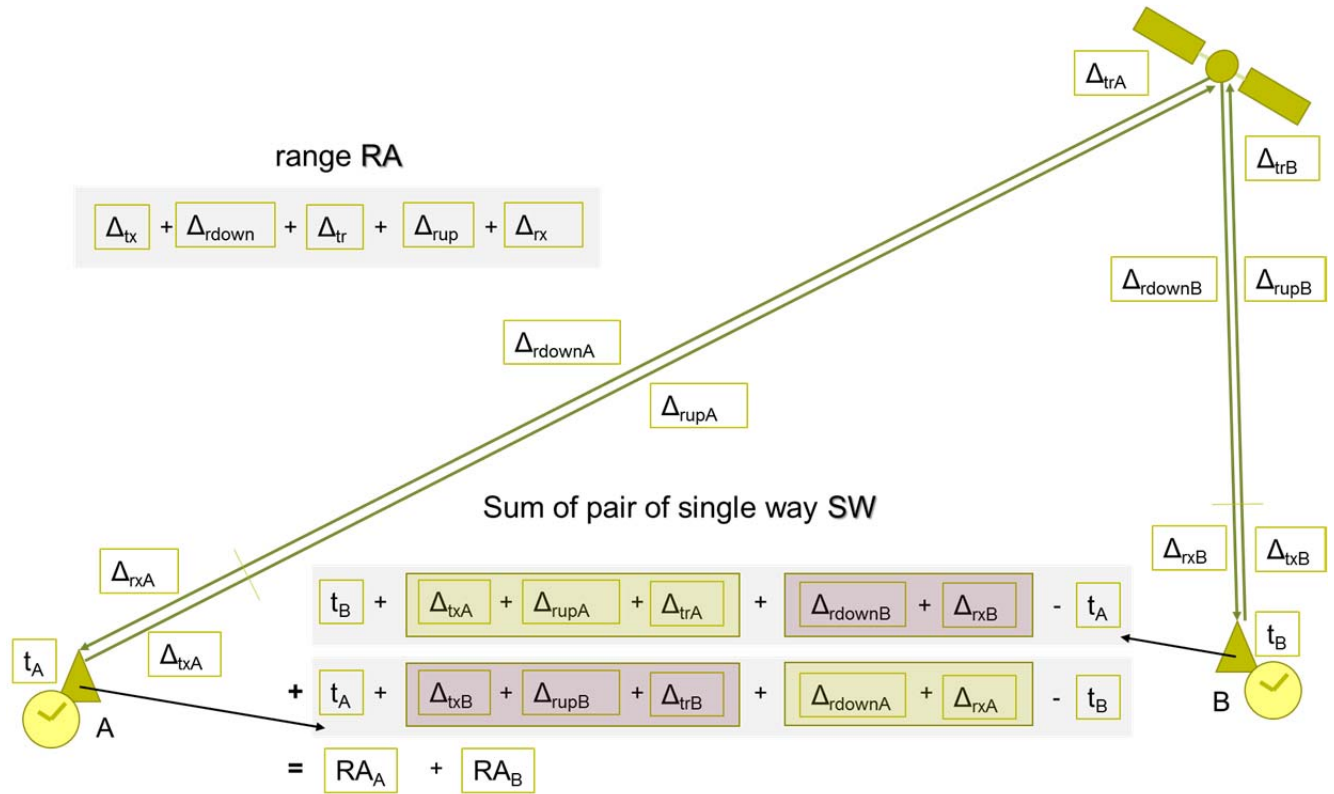 Δ_trA
range RA
Δ_trB
Δ_tx + Δ_rdown + Δ_tr + Δ_rup + Δ_rx
Δ_rdownB Δ_rupB
Δ_rdownA
Δ_rupA
Sum of pair of single way SW
Δ_rxA Δ_rxB Δ_txB
t_B + Δ_txA + Δ_rupA + Δ_trA + Δ_rdownB + Δ_rxB - t_A
t_A Δ_txA t_B
+ t_A + Δ_txB + Δ_rupB + Δ_trB + Δ_rdownA + Δ_rxA - t_B
A B
= RA_A + RA_B